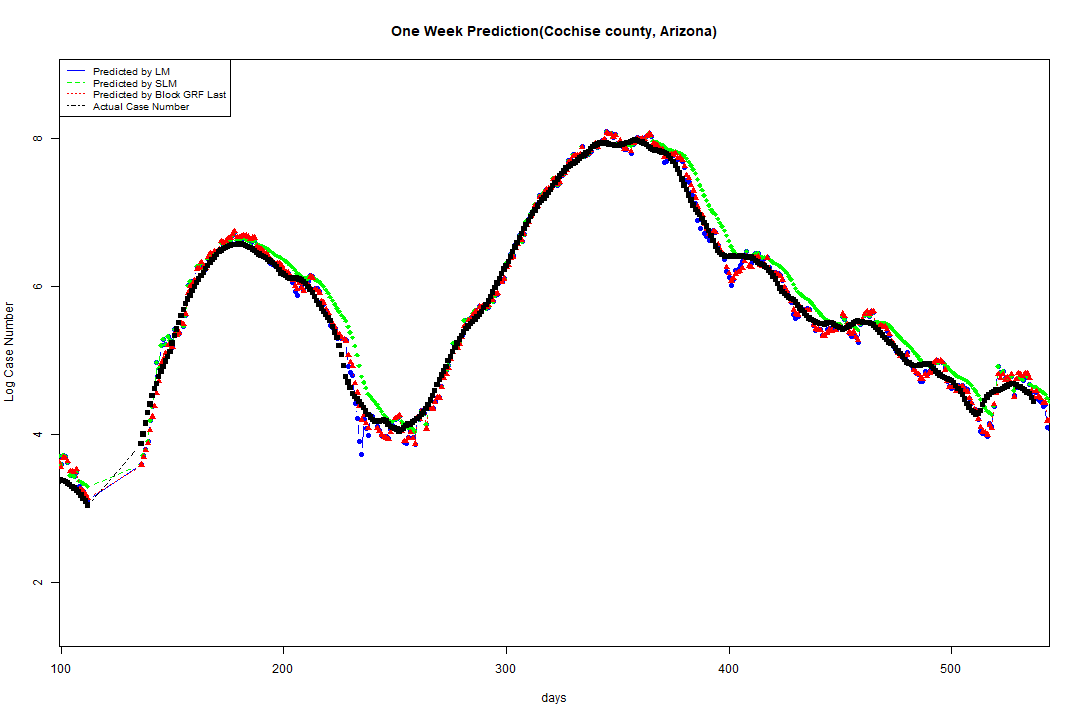 One Week Prediction(Cochise county, Arizona)
Predicted by LM
Predicted by SLM
Predicted by Block GRF Last
Actual Case Number
8
6
4
2
Log Case Number
100 200 300 400 500
days